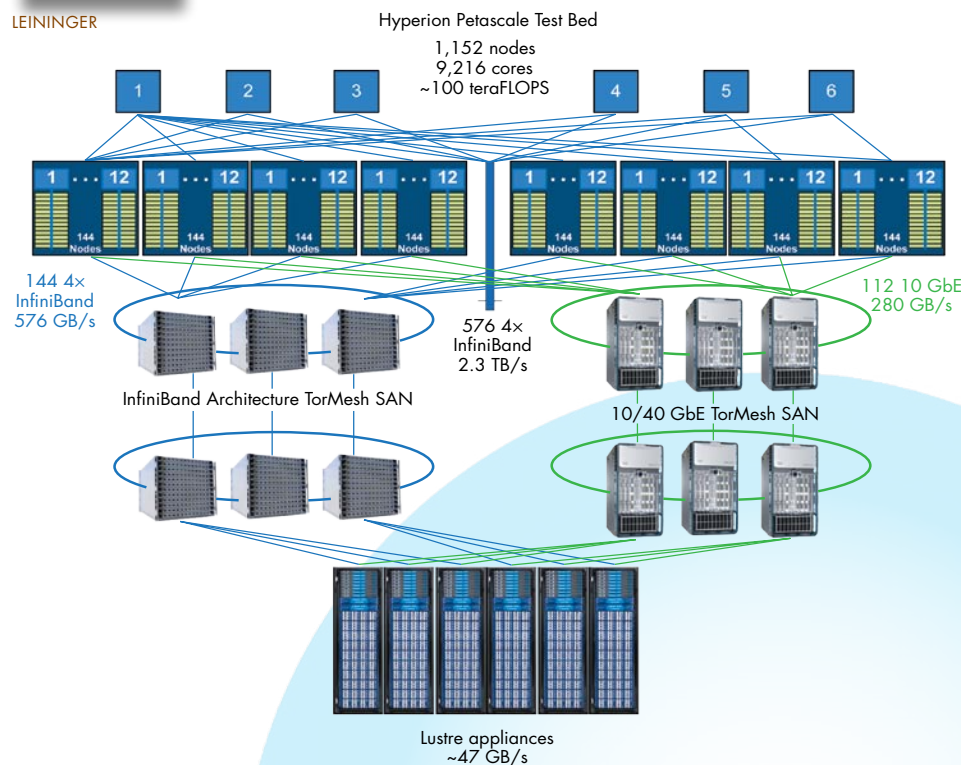 LEININGER
Hyperion Petascale Test Bed
1,152 nodes
9,216 cores
~100 teraFLOPS
1 2 3 4 5 6
1 ... 12 1 ... 12 1 ... 12 1 ... 12 1 ... 12 1 ... 12 1 ... 12 1 ... 12
144 144 144 144 144 144 144 144
Nodes Nodes Nodes Nodes Nodes Nodes Nodes Nodes
144 4×
InfiniBand
576 GB/s
112 10 GbE
280 GB/s
576 4×
InfiniBand
2.3 TB/s
InfiniBand Architecture TorMesh SAN
10/40 GbE TorMesh SAN
Lustre appliances
~47 GB/s